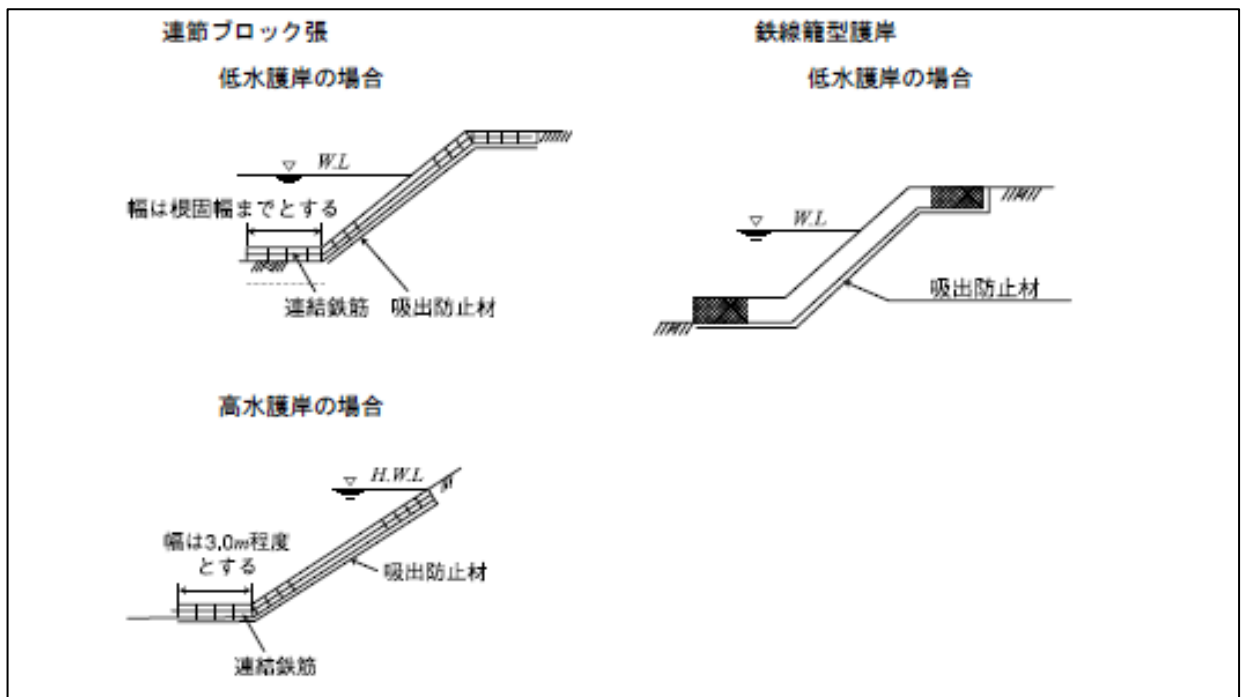 連節ブロック張
低水護岸の場合
W.L
幅は根固幅までとする
連結鉄筋
吸出防止材
高水護岸の場合
H.W.L
幅は3.0m程度
とする
吸出防止材
連結鉄筋
鉄線籠型護岸
低水護岸の場合
W.L
吸出防止材